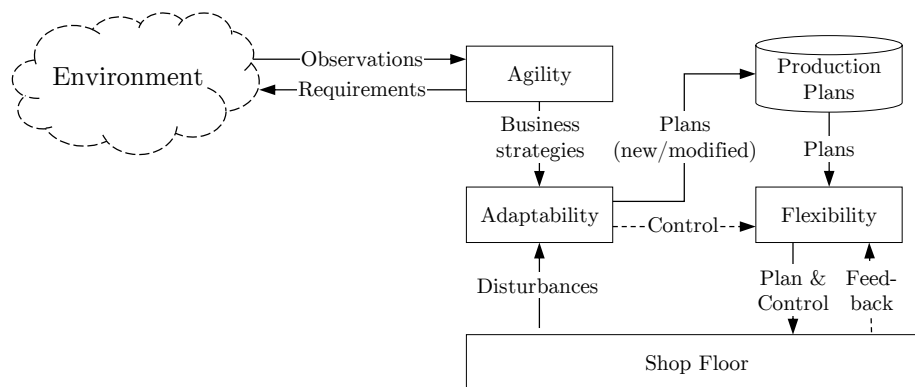 Environment
Observations
Requirements
Agility
Production
Plans
Business
strategies
Plans
(new/modified)
Plans
Adaptability
Control
Flexibility
Disturbances
Plan &
Control
Feed-
back
Shop Floor